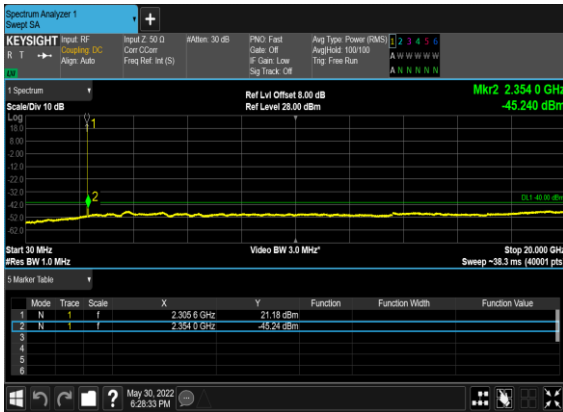 Spectrum Analyzer 1
Swept SA
+
KEYSIGHT Input: RF Input Z: 50 Ω #Atten: 30 dB PNO: Fast Avg Type: Power (RMS) 1 2 3 4 5 6
R T Coupling: DC Corr CCorr Gate: Off Avg|Hold: 100/100 A W W W W W
Align: Auto Freq Ref: Int (S) IF Gain: Low Trig: Free Run
LXI Sig Track: Off A N N N N N
1 Spectrum Ref Lvl Offset 8.00 dB Mkr2 2.354 0 GHz
Scale/Div 10 dB Ref Level 28.00 dBm -45.240 dBm
Log
18.0 1
8.00
-2.00
-12.0
-22.0
-32.0 2 DL1 -40.00 dBm
-42.0
-52.0
-62.0
Start 30 MHz Video BW 3.0 MHz* Stop 20.000 GHz
#Res BW 1.0 MHz Sweep ~38.3 ms (40001 pts)
5 Marker Table
Mode Trace Scale X Y Function Function Width Function Value
1 N 1 f 2.305 6 GHz 21.18 dBm
2 N 1 f 2.354 0 GHz -45.24 dBm
3
4
5
6
? May 30, 2022
6:28:33 PM